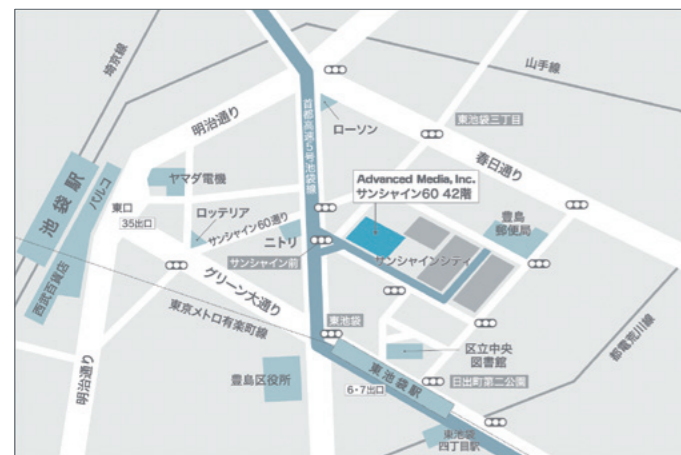 埼京線
山手線
明治通り
首都高速5号池袋線
ローソン
東池袋三丁目
春日通り
池袋駅
パルコ
ヤマダ電機
Advanced Media, Inc.
サンシャイン60 42階
東口
35出口
ロッテリア
サンシャイン60通り
ニトリ
豊島
郵便局
サンシャイン前
サンシャインシティ
西武百貨店
グリーン大通り
東京メトロ有楽町線
東池袋
都電荒川線
区立中央
図書館
明治通り
豊島区役所
東池袋駅
6・7出口
日出町第二公園
東池袋
四丁目駅